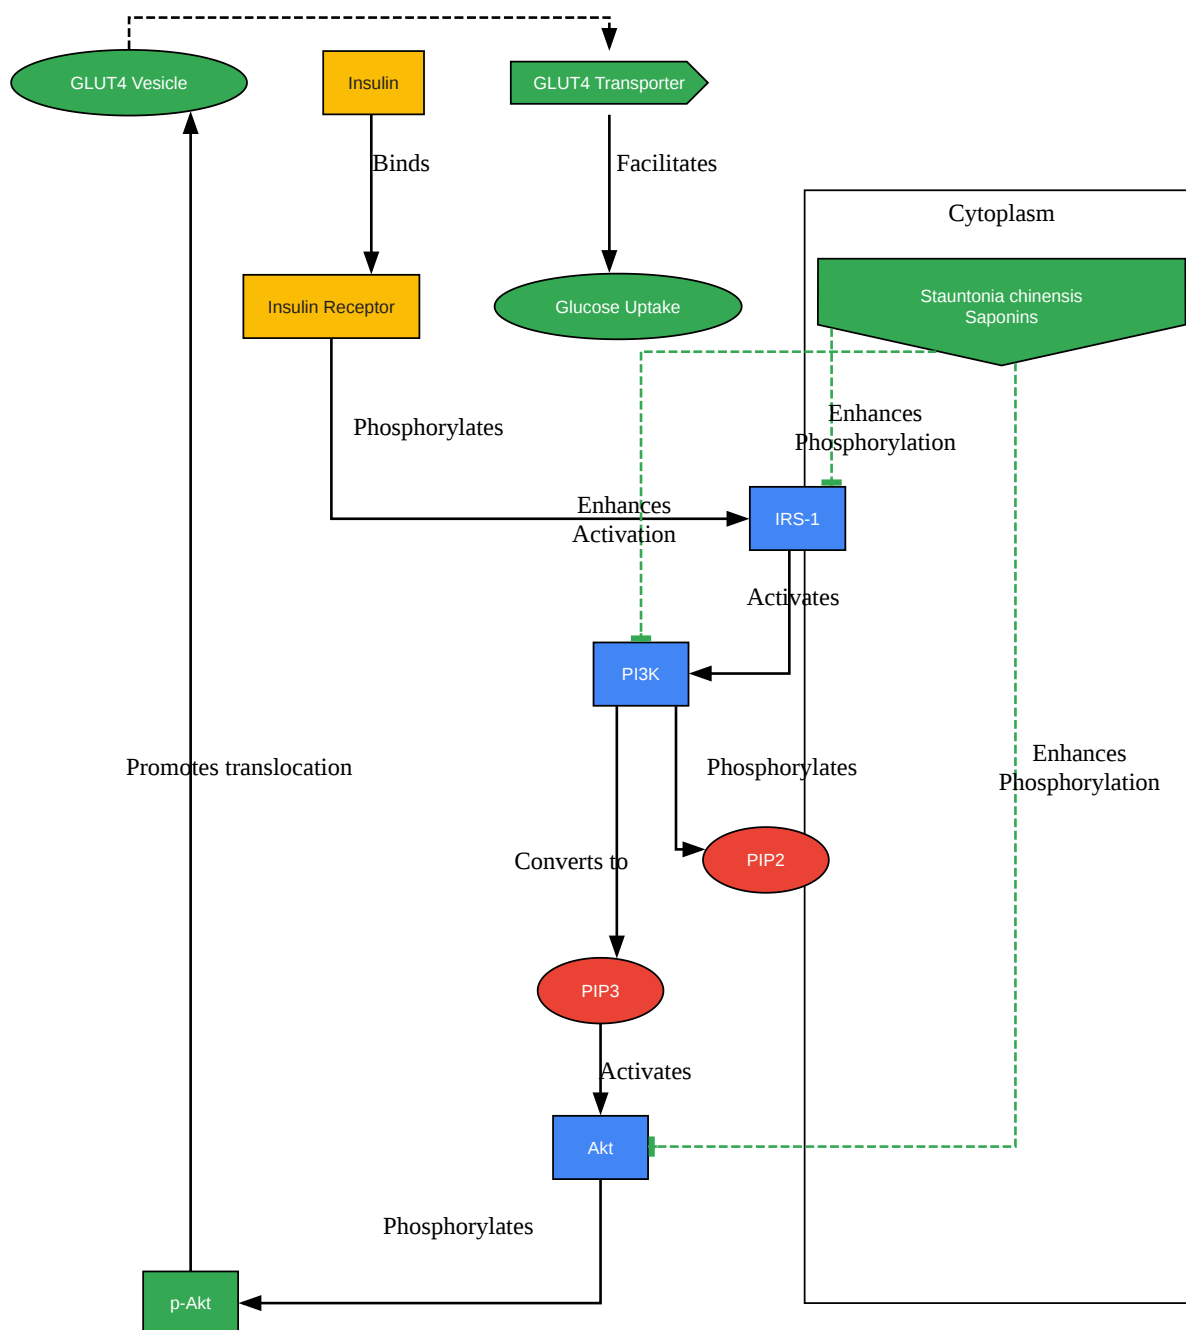 GLUT4 Vesicle
Insulin
GLUT4 Transporter
Binds
Facilitates
Cytoplasm
Insulin Receptor
Glucose Uptake
Stauntonia chinensis
Saponins
Phosphorylates
Enhances
Phosphorylation
Enhances
Activation
IRS-1
Activates
PI3K
Promotes translocation
Phosphorylates
Enhances
Phosphorylation
Converts to
PIP2
PIP3
Activates
Akt
Phosphorylates
p-Akt